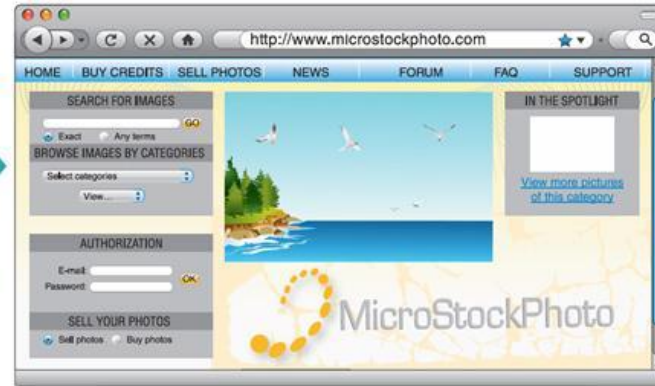 http://www.microstockphoto.com
HOME BUY CREDITS SELL PHOTOS NEWS FORUM FAQ SUPPORT
SEARCH FOR IMAGES
GO
Exact Any terms
BROWSE IMAGES BY CATEGORIES
Select categories
View...
AUTHORIZATION
E-mail:
Password:
OK
SELL YOUR PHOTOS
Sell photos Buy photos
IN THE SPOTLIGHT
View more pictures
of this category
MicroStockPhoto